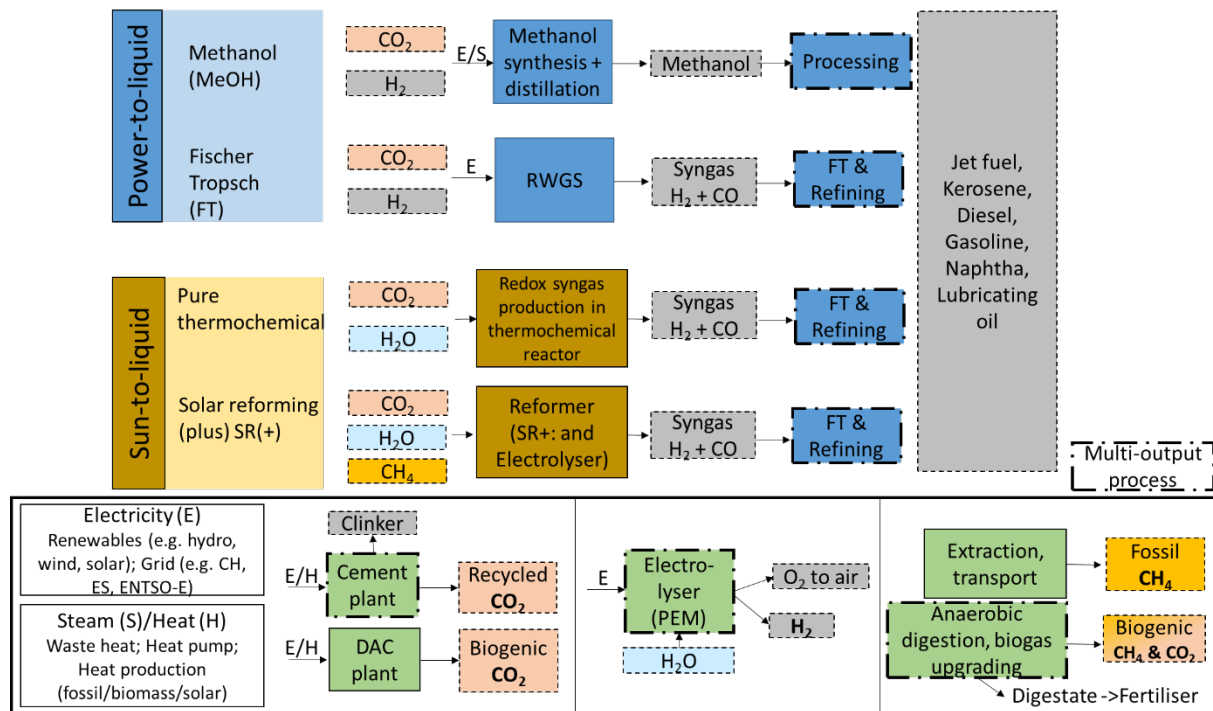 Power-to-liquid
Methanol
(MeOH)
CO₂
H₂
E/S
Methanol
synthesis +
distillation
Methanol
Processing
Fischer
Tropsch
(FT)
CO₂
H₂
E
RWGS
Syngas
H₂ + CO
FT &
Refining
Jet fuel,
Kerosene,
Diesel,
Gasoline,
Naphtha,
Lubricating
oil
Sun-to-liquid
Pure
thermochemical
CO₂
H₂O
Redox syngas
production in
thermochemical
reactor
Syngas
H₂ + CO
FT &
Refining
Solar reforming
(plus) SR(+)
CO₂
H₂O
CH₄
Reformer
(SR+: and
Electrolyser)
Syngas
H₂ + CO
FT &
Refining
Multi-output
process
Electricity (E)
Renewables (e.g. hydro,
wind, solar); Grid (e.g. CH,
ES, ENTSO-E)
Steam (S)/Heat (H)
Waste heat; Heat pump;
Heat production
(fossil/biomass/solar)
Clinker
E/H
Cement
plant
Recycled
CO₂
E/H
DAC
plant
Biogenic
CO₂
E
Electro-
lyser
(PEM)
O₂ to air
H₂
H₂O
Extraction,
transport
Fossil
CH₄
Anaerobic
digestion, biogas
upgrading
Biogenic
CH₄ & CO₂
Digestate ->Fertiliser